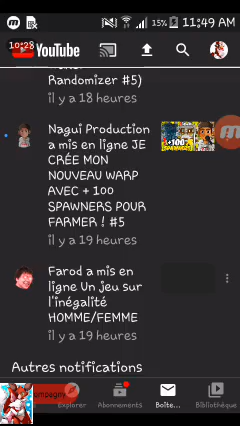 15% 11:49 AM
10:28 YouTube
Randomizer #5)
il y a 18 heures
Nagui Production
a mis en ligne JE
CRÉE MON
NOUVEAU WARP
AVEC + 100
SPAWNERS POUR
FARMER ! #5
il y a 19 heures
Farod a mis en
ligne Un jeu sur
l'inégalité
HOMME/FEMME
il y a 19 heures
Autres notifications
Explorer Abonnements Boîte... Bibliothèque